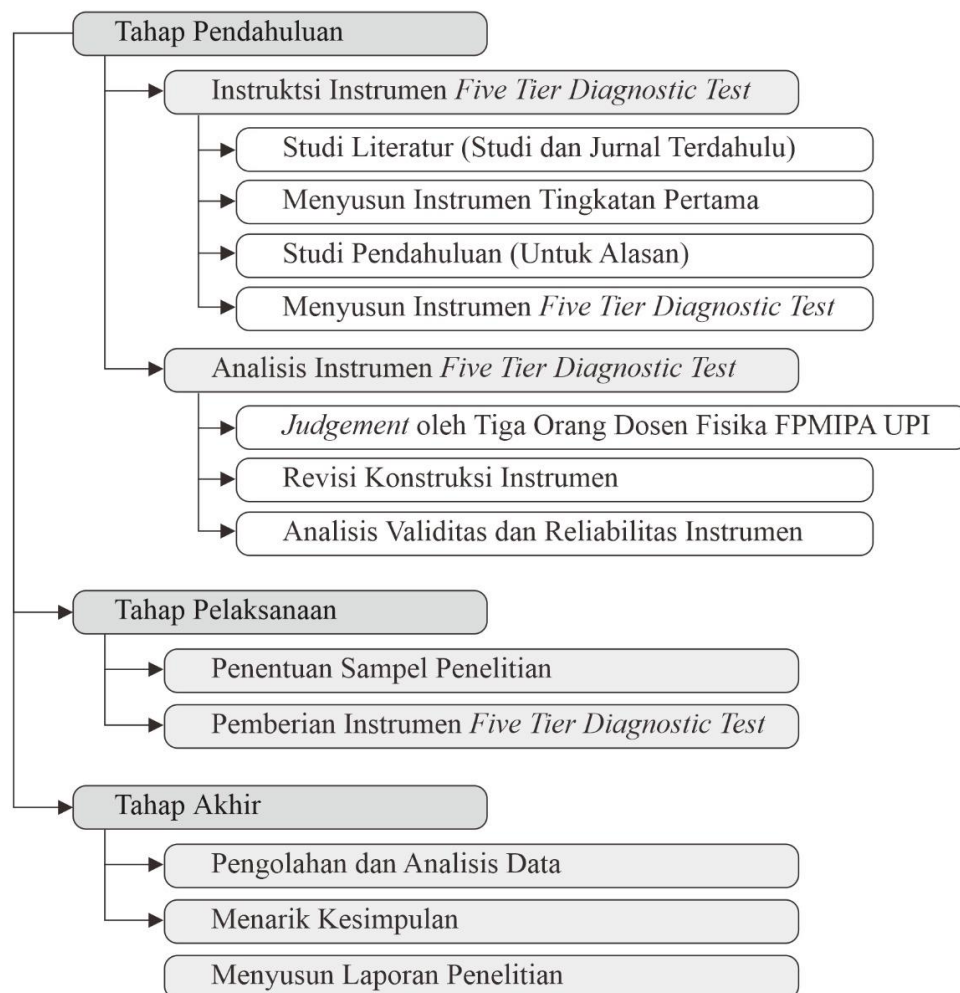 Tahap Pendahuluan
Instruktsi Instrumen Five Tier Diagnostic Test
Studi Literatur (Studi dan Jurnal Terdahulu)
Menyusun Instrumen Tingkatan Pertama
Studi Pendahuluan (Untuk Alasan)
Menyusun Instrumen Five Tier Diagnostic Test
Analisis Instrumen Five Tier Diagnostic Test
Judgement oleh Tiga Orang Dosen Fisika FPMIPA UPI
Revisi Konstruksi Instrumen
Analisis Validitas dan Reliabilitas Instrumen
Tahap Pelaksanaan
Penentuan Sampel Penelitian
Pemberian Instrumen Five Tier Diagnostic Test
Tahap Akhir
Pengolahan dan Analisis Data
Menarik Kesimpulan
Menyusun Laporan Penelitian